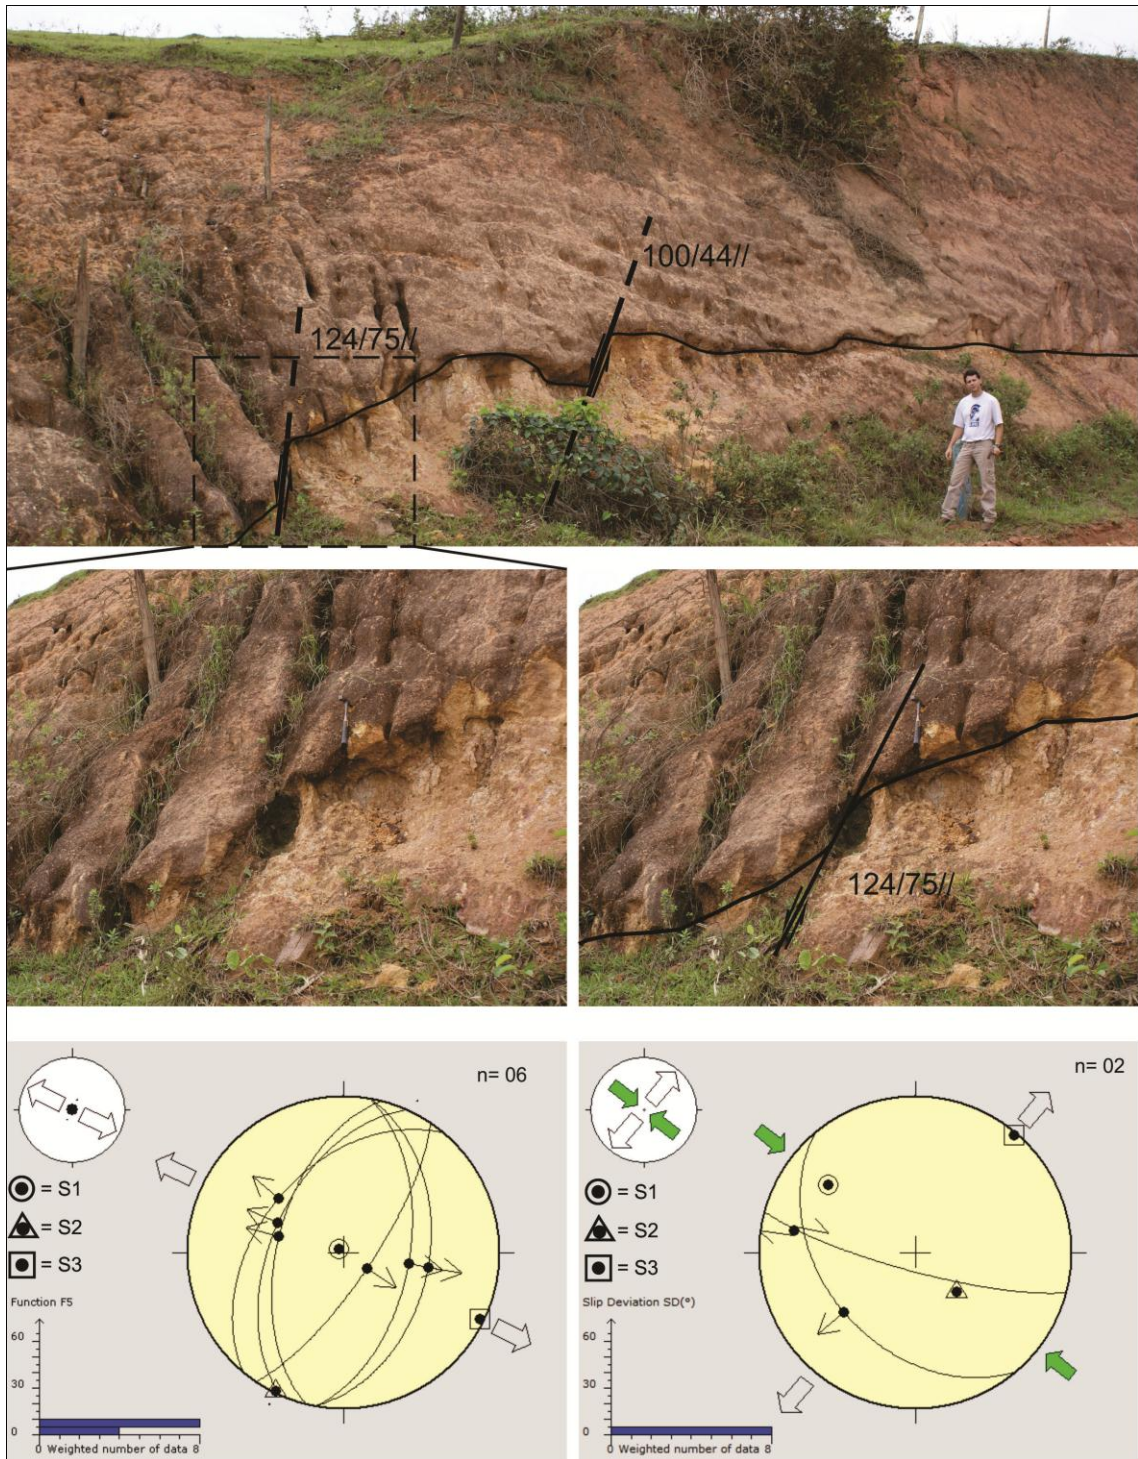 100/44//
124/75//
124/75//
n= 06
= S1
= S2
= S3
Function F5
60
30
0
0 Weighted number of data 8
n= 02
= S1
= S2
= S3
Slip Deviation SD(°)
60
30
0
0 Weighted number of data 8